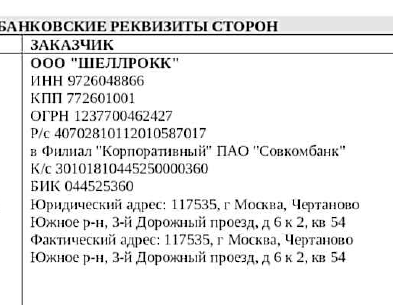 БАНКОВСКИЕ РЕКВИЗИТЫ СТОРОН
ЗАКАЗЧИК
ООО "ШЕЛЛРОКК"
ИНН 9726048866
КПП 772601001
ОГРН 1237700462427
Р/с 40702810112010587017
в Филиал "Корпоративный" ПАО "Совкомбанк"
К/с 30101810445250000360
БИК 044525360
Юридический адрес: 117535, г Москва, Чертаново
Южное р-н, 3-й Дорожный проезд, д 6 к 2, кв 54
Фактический адрес: 117535, г Москва, Чертаново
Южное р-н, 3-й Дорожный проезд, д 6 к 2, кв 54